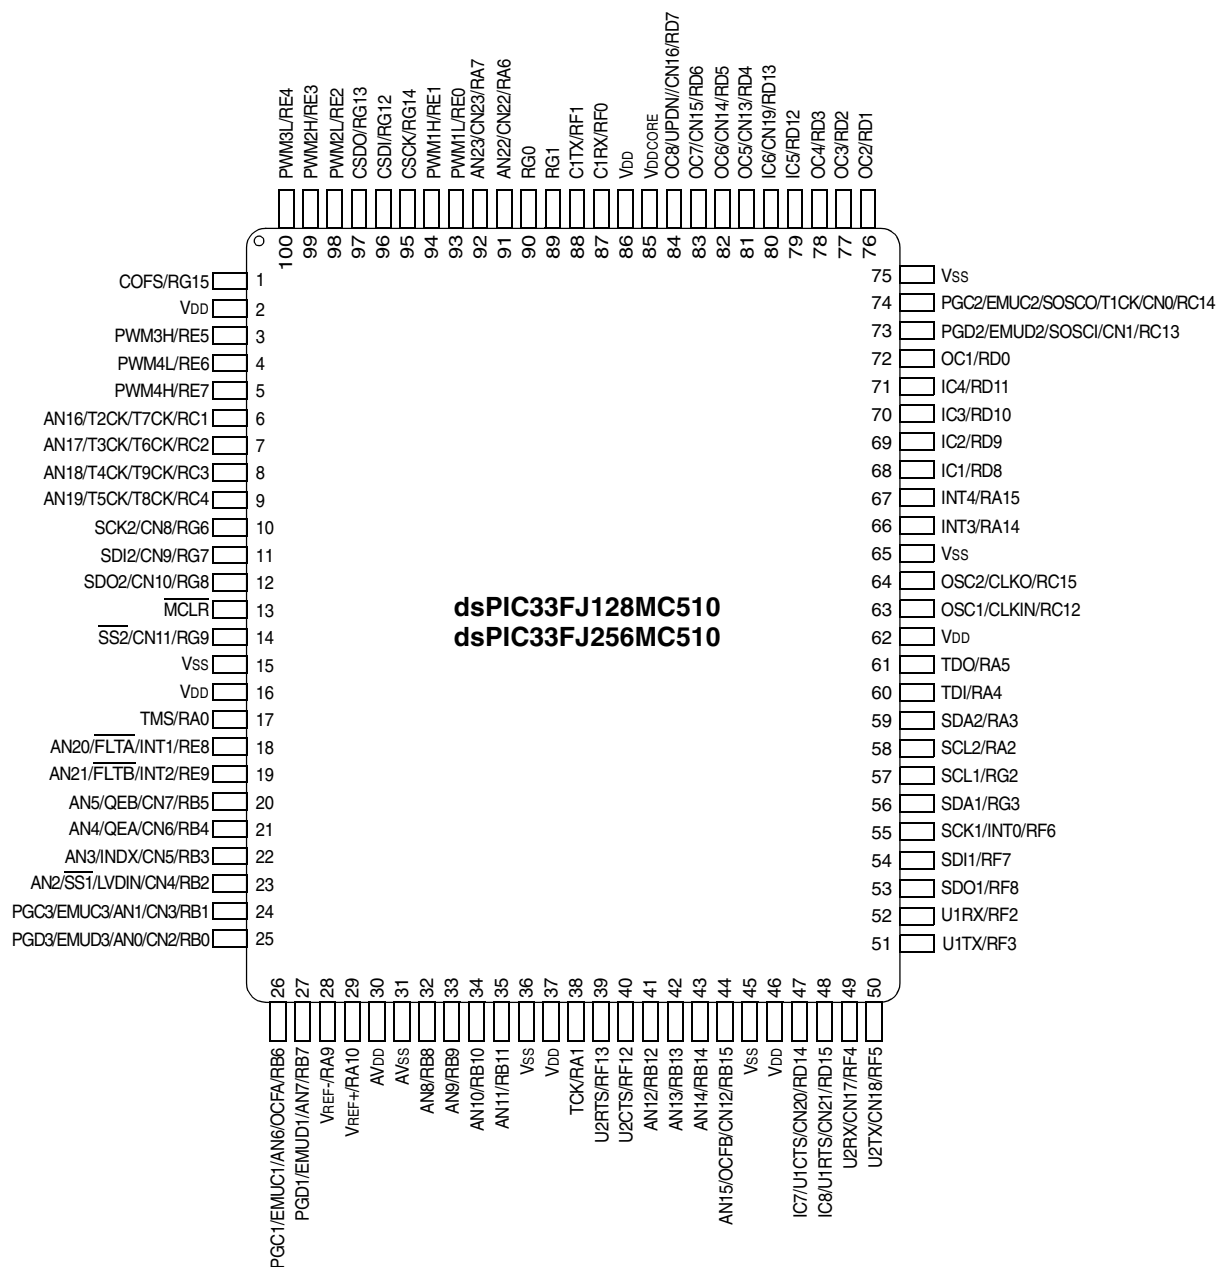 PWM3L/RE4
PWM2H/RE3
PWM2L/RE2
CSDO/RG13
CSDI/RG12
CSCK/RG14
PWM1H/RE1
PWM1L/RE0
AN23/CN23/RA7
AN22/CN22/RA6
RG0
RG1
C1TX/RF1
C1RX/RF0
VDD
VDDCORE
OC8/UPDN//CN16/RD7
OC7/CN15/RD6
OC6/CN14/RD5
OC5/CN13/RD4
IC6/CN19/RD13
IC5/RD12
OC4/RD3
OC3/RD2
OC2/RD1
100
99
98
97
96
95
94
93
92
91
90
89
88
87
86
85
84
83
82
81
80
79
78
77
76
COFS/RG15 1
VDD 2
PWM3H/RE5 3
PWM4L/RE6 4
PWM4H/RE7 5
AN16/T2CK/T7CK/RC1 6
AN17/T3CK/T6CK/RC2 7
AN18/T4CK/T9CK/RC3 8
AN19/T5CK/T8CK/RC4 9
SCK2/CN8/RG6 10
SDI2/CN9/RG7 11
SDO2/CN10/RG8 12
MCLR 13
SS2/CN11/RG9 14
VSS 15
VDD 16
TMS/RA0 17
AN20/FLTA/INT1/RE8 18
AN21/FLTB/INT2/RE9 19
AN5/QEB/CN7/RB5 20
AN4/QEA/CN6/RB4 21
AN3/INDX/CN5/RB3 22
AN2/SS1/LVDIN/CN4/RB2 23
PGC3/EMUC3/AN1/CN3/RB1 24
PGD3/EMUD3/AN0/CN2/RB0 25
dsPIC33FJ128MC510
dsPIC33FJ256MC510
75 VSS
74 PGC2/EMUC2/SOSCO/T1CK/CN0/RC14
73 PGD2/EMUD2/SOSCI/CN1/RC13
72 OC1/RD0
71 IC4/RD11
70 IC3/RD10
69 IC2/RD9
68 IC1/RD8
67 INT4/RA15
66 INT3/RA14
65 VSS
64 OSC2/CLKO/RC15
63 OSC1/CLKIN/RC12
62 VDD
61 TDO/RA5
60 TDI/RA4
59 SDA2/RA3
58 SCL2/RA2
57 SCL1/RG2
56 SDA1/RG3
55 SCK1/INT0/RF6
54 SDI1/RF7
53 SDO1/RF8
52 U1RX/RF2
51 U1TX/RF3
26
27
28
29
30
31
32
33
34
35
36
37
38
39
40
41
42
43
44
45
46
47
48
49
50
PGC1/EMUC1/AN6/OCFA/RB6
PGD1/EMUD1/AN7/RB7
VREF-/RA9
VREF+/RA10
AVDD
AVSS
AN8/RB8
AN9/RB9
AN10/RB10
AN11/RB11
VSS
VDD
TCK/RA1
U2RTS/RF13
U2CTS/RF12
AN12/RB12
AN13/RB13
AN14/RB14
AN15/OCFB/CN12/RB15
VSS
VDD
IC7/U1CTS/CN20/RD14
IC8/U1RTS/CN21/RD15
U2RX/CN17/RF4
U2TX/CN18/RF5